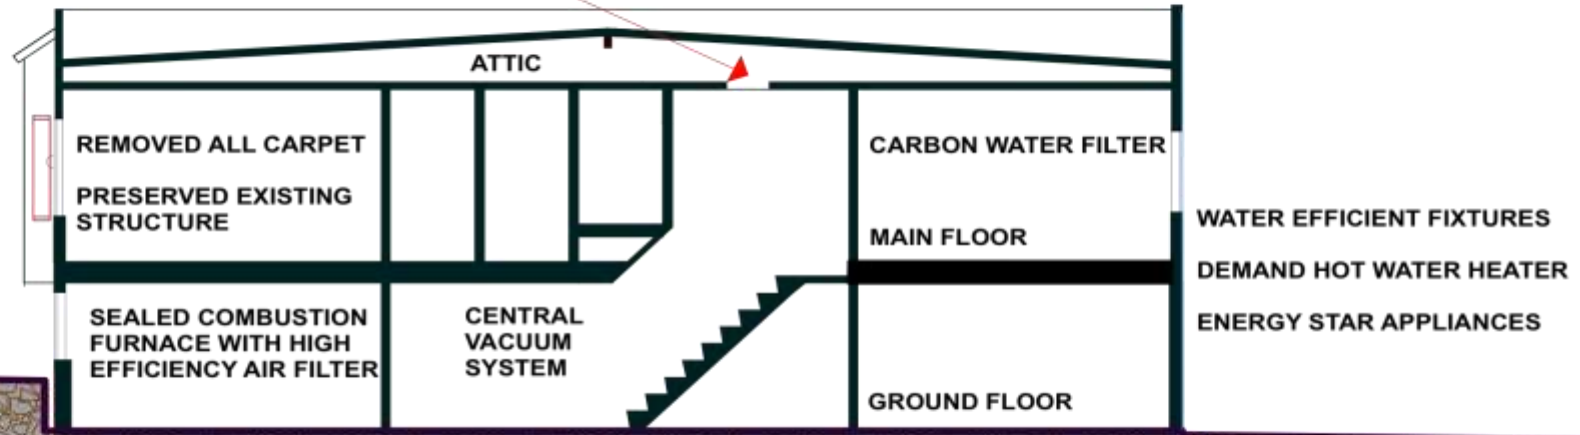 ATTIC
REMOVED ALL CARPET
PRESERVED EXISTING
STRUCTURE
CARBON WATER FILTER
MAIN FLOOR
WATER EFFICIENT FIXTURES
DEMAND HOT WATER HEATER
ENERGY STAR APPLIANCES
SEALED COMBUSTION
FURNACE WITH HIGH
EFFICIENCY AIR FILTER
CENTRAL
VACUUM
SYSTEM
GROUND FLOOR